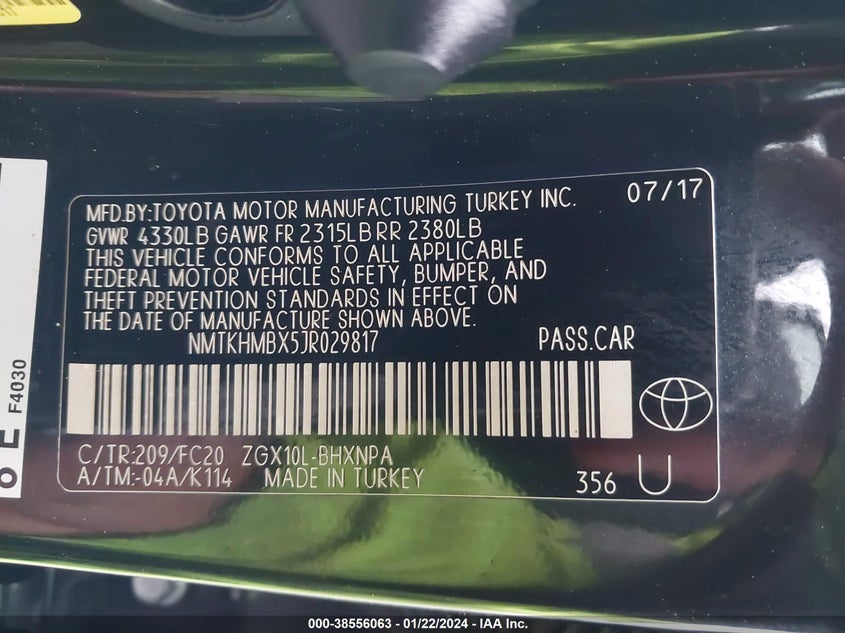 MFD.BY:TOYOTA MOTOR MANUFACTURING TURKEY INC. 07/17
GVWR 4330LB GAWR FR 2315LB RR 2380LB
THIS VEHICLE CONFORMS TO ALL APPLICABLE
FEDERAL MOTOR VEHICLE SAFETY, BUMPER, AND
THEFT PREVENTION STANDARDS IN EFFECT ON
THE DATE OF MANUFACTURE SHOWN ABOVE.
NMTKHMBX5JR029817 PASS.CAR
F4030
C/TR:209/FC20 ZGX10L-BHXNPA
A/TM:-04A/K114 MADE IN TURKEY 356 U
000-38556063 - 01/22/2024 - IAA Inc.